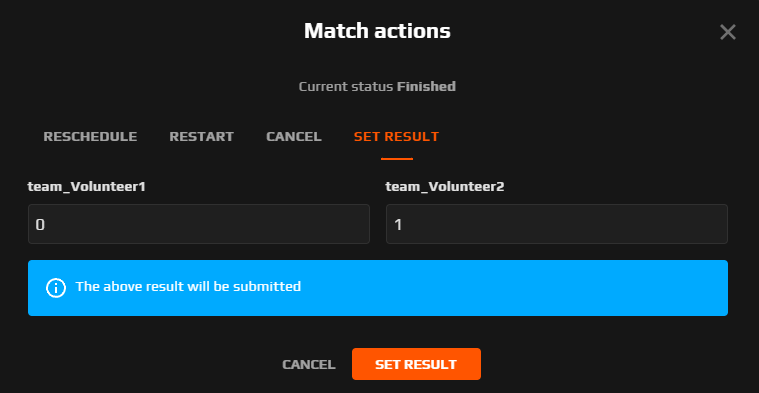 Match actions
Current status Finished
RESCHEDULE RESTART CANCEL SET RESULT
team_Volunteer1 team_Volunteer2
0 1
The above result will be submitted
CANCEL SET RESULT